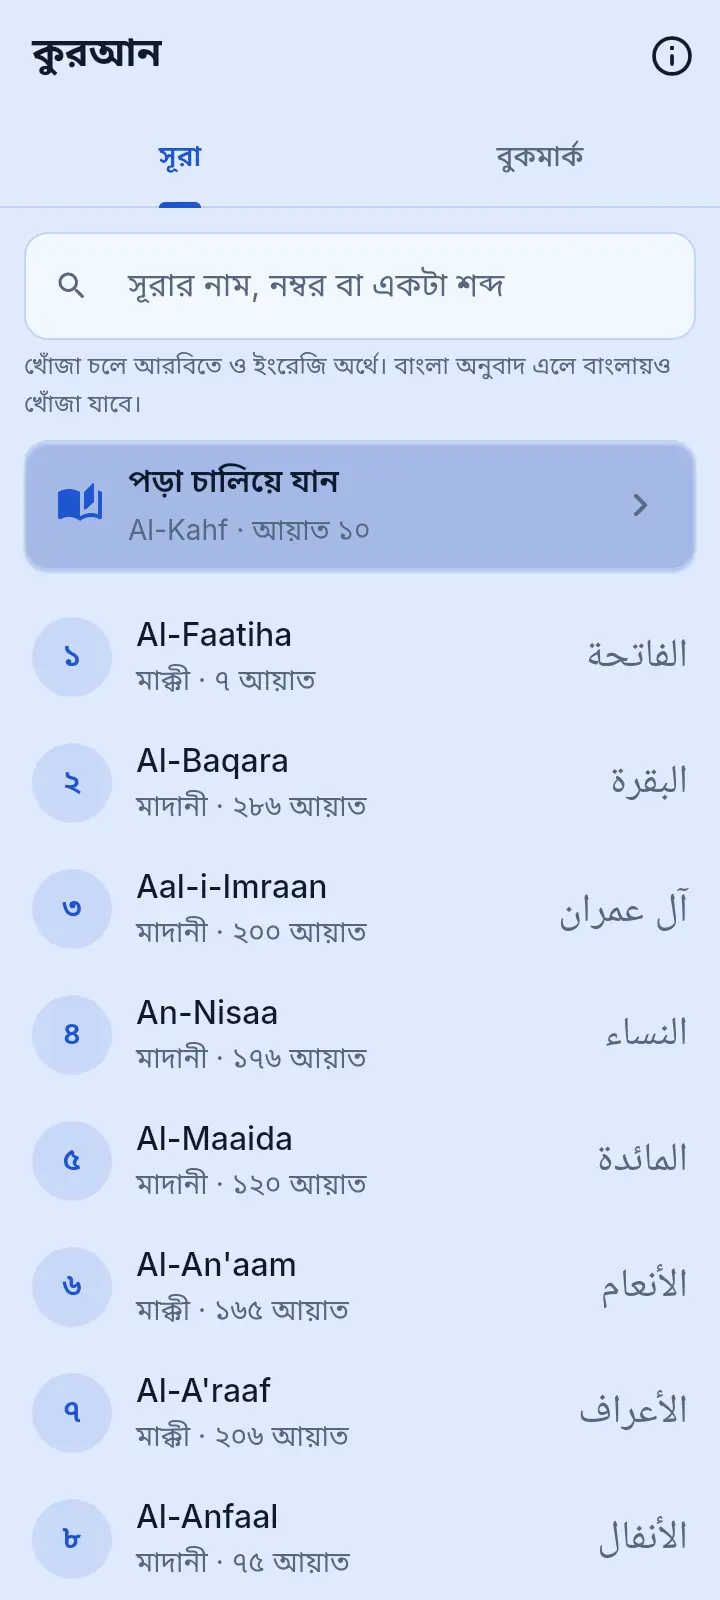 কুরআন
সূরা
বুকমার্ক
সূরার নাম, নম্বর বা একটা শব্দ
খোঁজা চলে আরবিতে ও ইংরেজি অর্থে। বাংলা অনুবাদ এলে বাংলায়ও
খোঁজা যাবে।
পড়া চালিয়ে যান
Al-Kahf · আয়াত ১০
১
Al-Faatiha
الفاتحة
মাক্কী · ৭ আয়াত
২
Al-Baqara
البقرة
মাদানী · ২৮৬ আয়াত
৩
Aal-i-Imraan
آل عمران
মাদানী · ২০০ আয়াত
৪
An-Nisaa
النساء
মাদানী · ১৭৬ আয়াত
৫
Al-Maaida
المائدة
মাদানী · ১২০ আয়াত
৬
Al-An'aam
الأنعام
মাক্কী · ১৬৫ আয়াত
৭
Al-A'raaf
الأعراف
মাক্কী · ২০৬ আয়াত
৮
Al-Anfaal
الأنفال
মাদানী · ৭৫ আয়াত